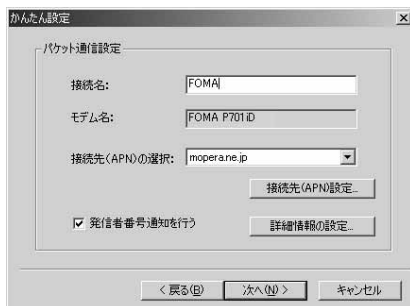 かんたん設定
パケット通信設定
接続名: FOMA
モデム名: FOMA P701iD
接続先(APN)の選択: mopera.ne.jp
接続先(APN)設定...
発信者番号通知を行う 詳細情報の設定...
< 戻る(B) 次へ(N) > キャンセル